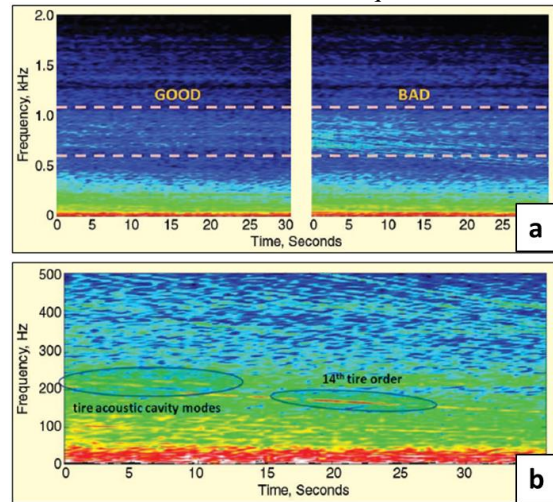 2.0
1.5
1.0
0.5
0
Frequency, kHz
GOOD
BAD
0 5 10 15 20 25 30
0 5 10 15 20 25
Time, Seconds
Time, Seconds
a
500
400
300
200
100
0
Frequency, Hz
14th tire order
tire acoustic cavity modes
0 5 10 15 20 25 30
Time, Seconds
b